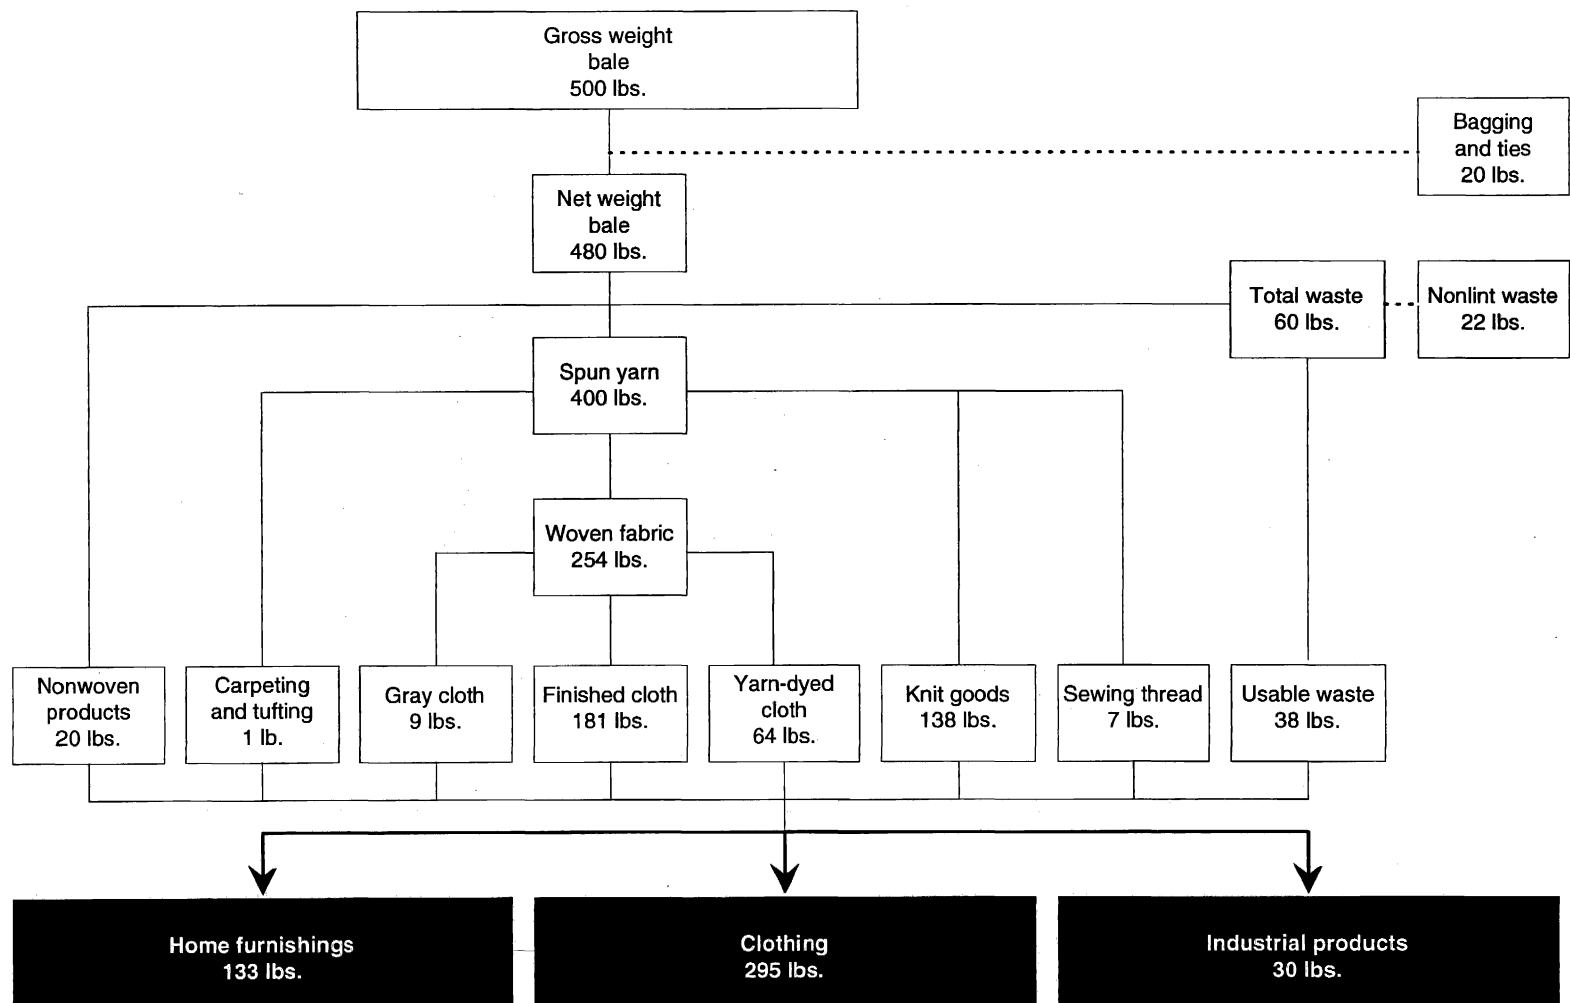 Gross weight
bale
500 lbs.
Bagging
and ties
20 lbs.
Net weight
bale
480 lbs.
Total waste
60 lbs.
Nonlint waste
22 lbs.
Spun yarn
400 lbs.
Woven fabric
254 lbs.
Nonwoven
products
20 lbs.
Carpeting
and tufting
1 lb.
Gray cloth
9 lbs.
Finished cloth
181 lbs.
Yarn-dyed
cloth
64 lbs.
Knit goods
138 lbs.
Sewing thread
7 lbs.
Usable waste
38 lbs.
Home furnishings
133 lbs.
Clothing
295 lbs.
Industrial products
30 lbs.